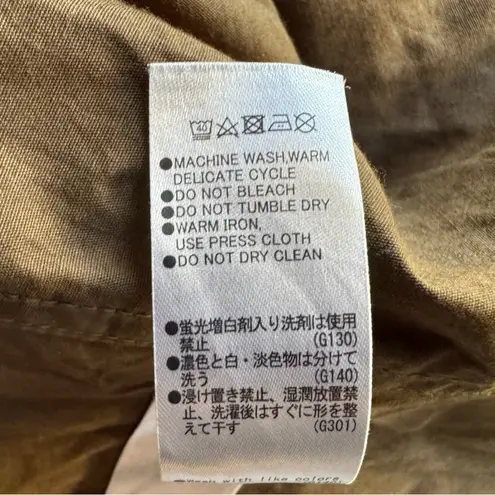 40
●MACHINE WASH,WARM
DELICATE CYCLE
●DO NOT BLEACH
●DO NOT TUMBLE DRY
●WARM IRON,
USE PRESS CLOTH
●DO NOT DRY CLEAN
●蛍光増白剤入り洗剤は使用
禁止 (G130)
●濃色と白・淡色物は分けて
洗う (G140)
●浸け置き禁止、湿潤放置禁
止、洗濯後はすぐに形を整
えて干す (G301)
with like colors